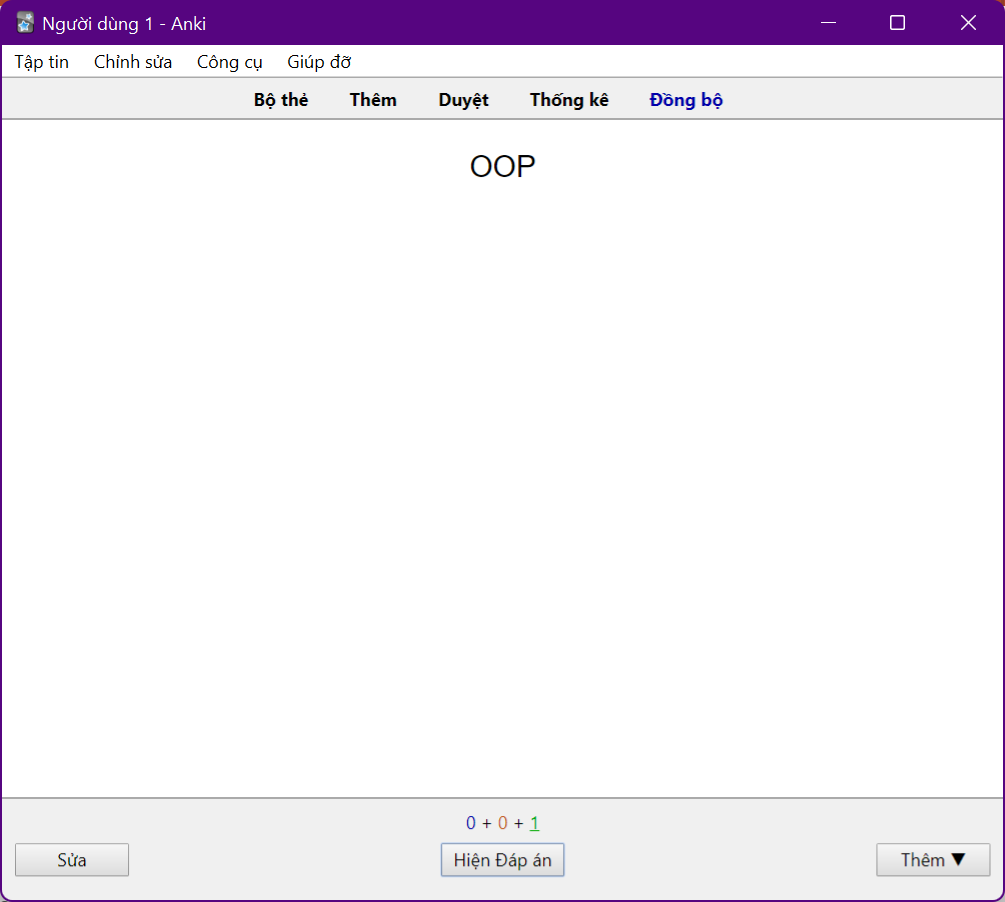 Người dùng 1 - Anki
Tập tin Chỉnh sửa Công cụ Giúp đỡ
Bộ thẻ Thêm Duyệt Thống kê Đồng bộ
OOP
0 + 0 + 1
Sửa Hiện Đáp án Thêm ▼